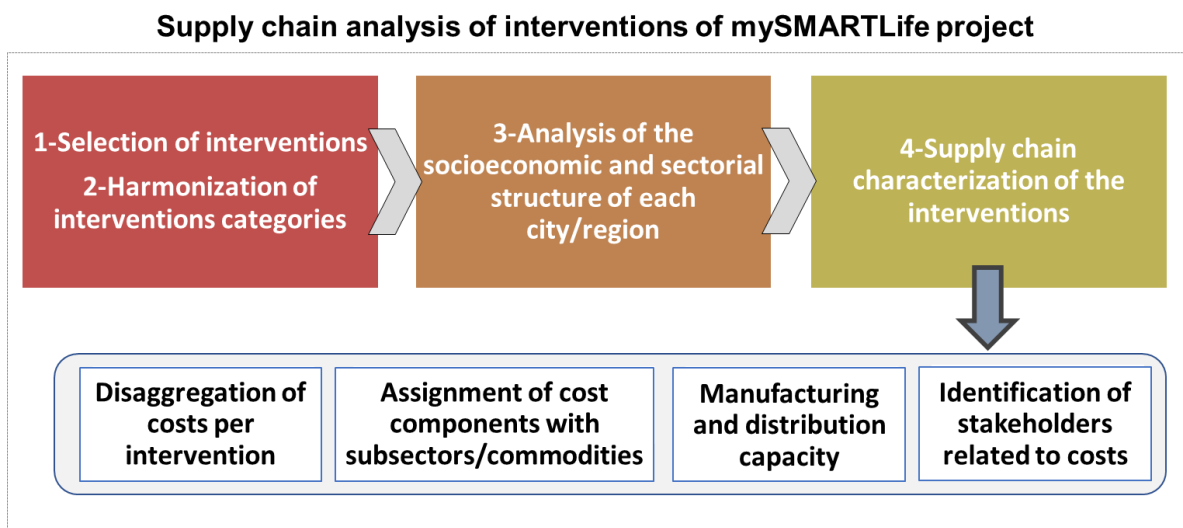 Supply chain analysis of interventions of mySMARTLife project
1-Selection of interventions
2-Harmonization of
interventions categories
3-Analysis of the
socioeconomic and sectorial
structure of each
city/region
4-Supply chain
characterization of the
interventions
Disaggregation of
costs per
intervention
Assignment of cost
components with
subsectors/commodities
Manufacturing
and distribution
capacity
Identification of
stakeholders
related to costs